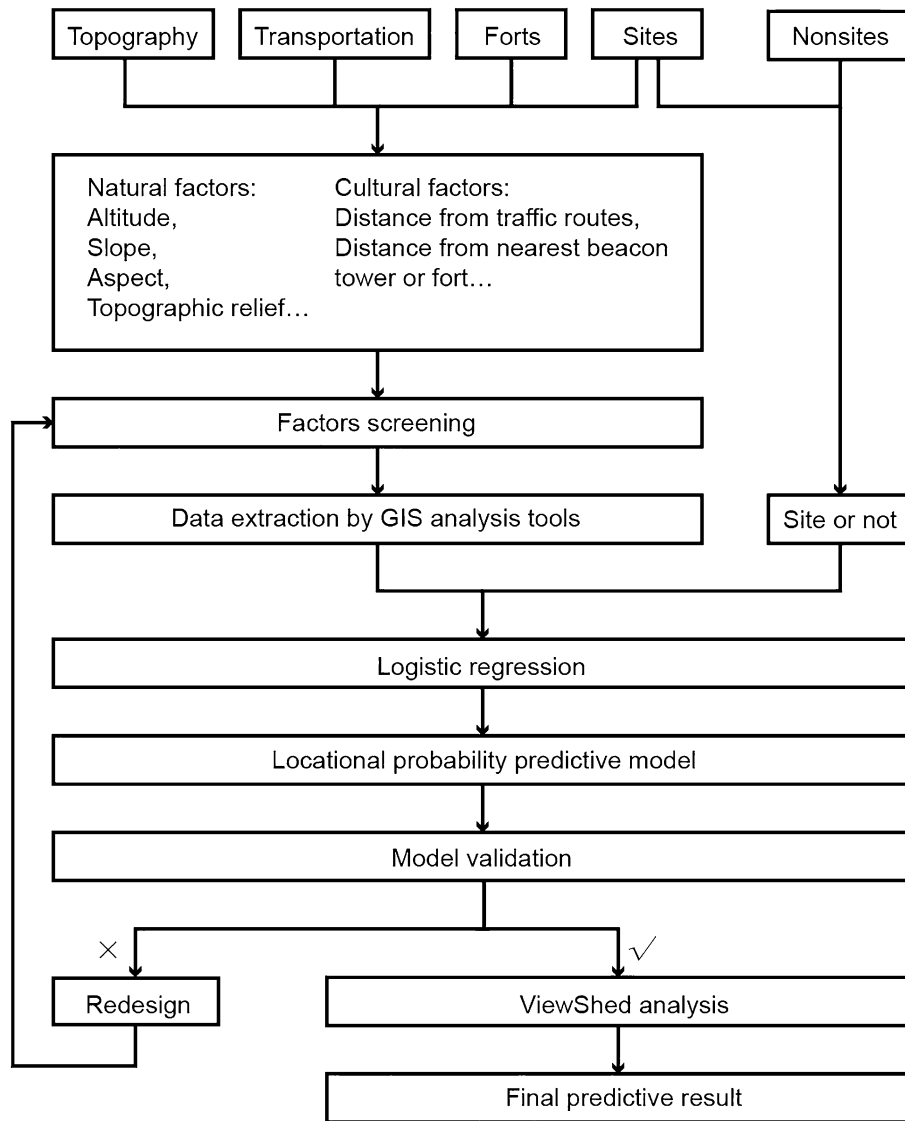 Topography
Transportation
Forts
Sites
Nonsites
Natural factors:
Altitude,
Slope,
Aspect,
Topographic relief…
Cultural factors:
Distance from traffic routes,
Distance from nearest beacon
tower or fort…
Factors screening
Data extraction by GIS analysis tools
Site or not
Logistic regression
Locational probability predictive model
Model validation
×
√
Redesign
ViewShed analysis
Final predictive result